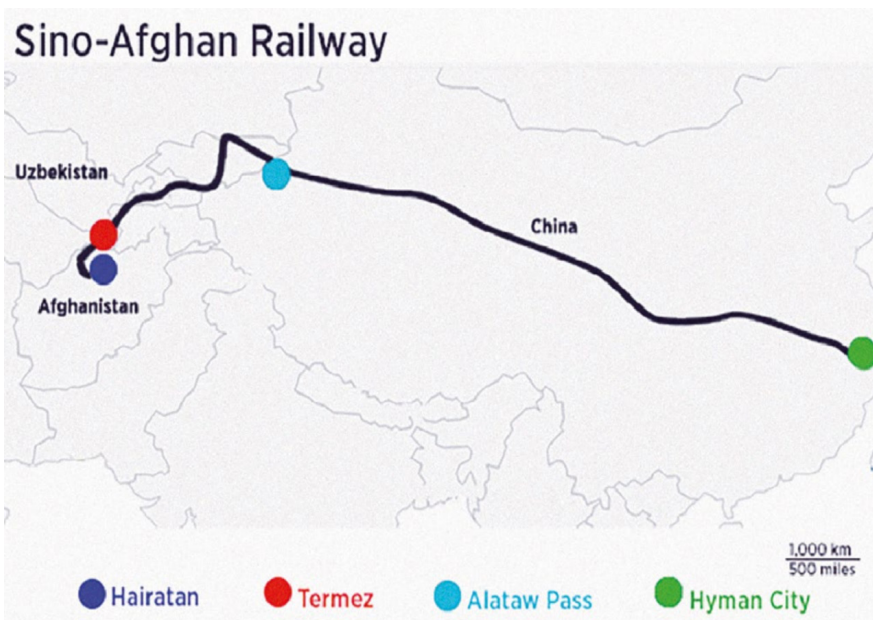 Sino-Afghan Railway
Uzbekistan
China
Afghanistan
1,000 km
500 miles
Hairatan
Termez
Alataw Pass
Hyman City